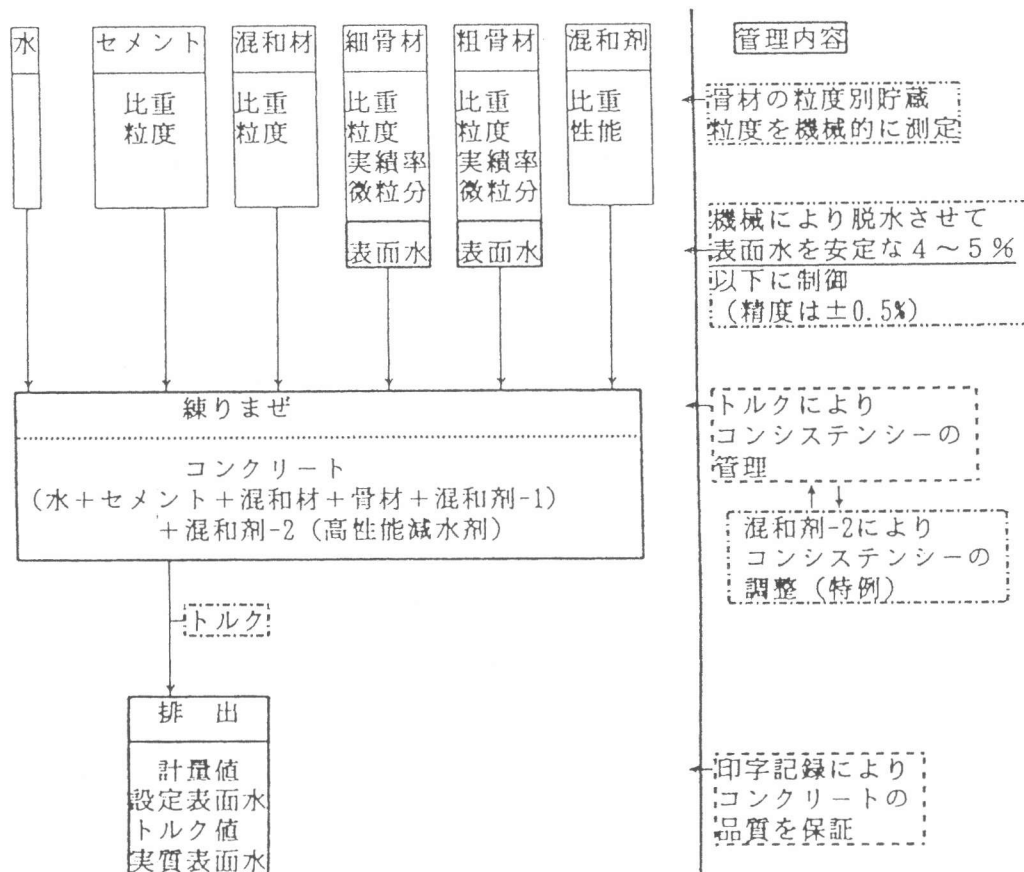 水
セメント
比重
粒度
混和材
比重
粒度
細骨材
比重
粒度
実績率
微粒分
表面水
粗骨材
比重
粒度
実績率
微粒分
表面水
混和剤
比重
性能
練りまぜ
コンクリート
(水＋セメント＋混和材＋骨材＋混和剤-1)
＋混和剤-2 (高性能減水剤)
トルク
排 出
計量値
設定表面水
トルク値
実質表面水
管理内容
骨材の粒度別貯蔵
粒度を機械的に測定
機械により脱水させて
表面水を安定な4～5%
以下に制御
(精度は±0.5%)
トルクにより
コンシステンシーの
管理
混和剤-2により
コンシステンシーの
調整 (特例)
印字記録により
コンクリートの
品質を保証